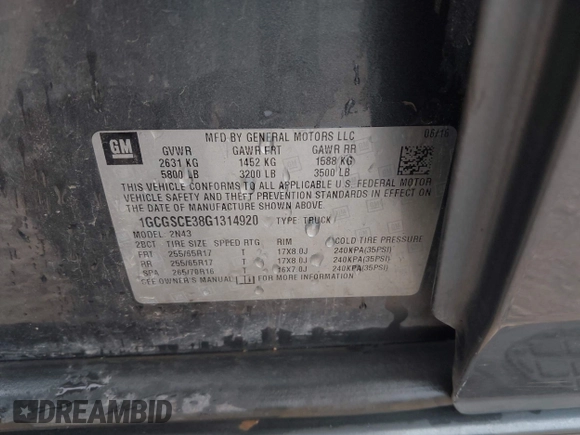 GM
MFD BY GENERAL MOTORS LLC 05/16
GVWR GAWR FRT GAWR RR
2631 KG 1452 KG 1588 KG
5800 LB 3200 LB 3500 LB
THIS VEHICLE CONFORMS TO ALL APPLICABLE U.S. FEDERAL MOTOR
VEHICLE SAFETY AND THEFT PREVENTION STANDARDS IN EFFECT ON
THE DATE OF MANUFACTURE SHOWN ABOVE.
1GCGSCE38G1314920 TYPE: TRUCK
MODEL: 2N43
2BCT TIRE SIZE SPEED RTG RIM COLD TIRE PRESSURE
FRT 255/65R17 T 17X8.0J 240KPA(35PSI)
RR 255/65R17 T 17X8.0J 240KPA(35PSI)
SPA 265/70R16 T 16X7.0J 240KPA(35PSI)
SEE OWNER'S MANUAL FOR MORE INFORMATION
DREAMBID